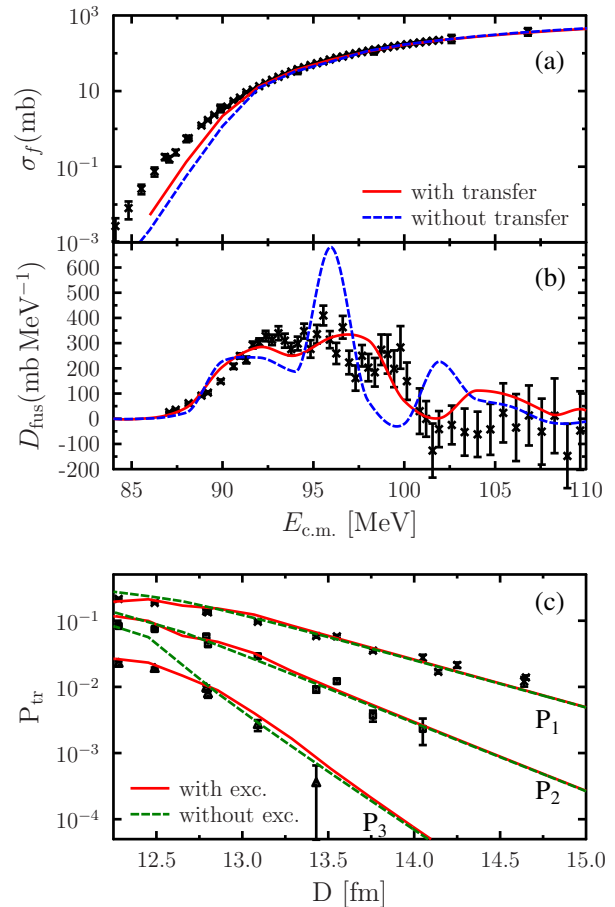 10³
(a)
10
10⁻¹
10⁻³
σ_f(mb)
with transfer
without transfer
(b)
600
500
400
300
200
100
0
-100
-200
D_fus(mb MeV⁻¹)
85 90 95 100 105 110
E_c.m. [MeV]
(c)
10⁻¹
10⁻²
10⁻³
10⁻⁴
P_tr
P₁
P₂
P₃
with exc.
without exc.
12.5 13.0 13.5 14.0 14.5 15.0
D [fm]